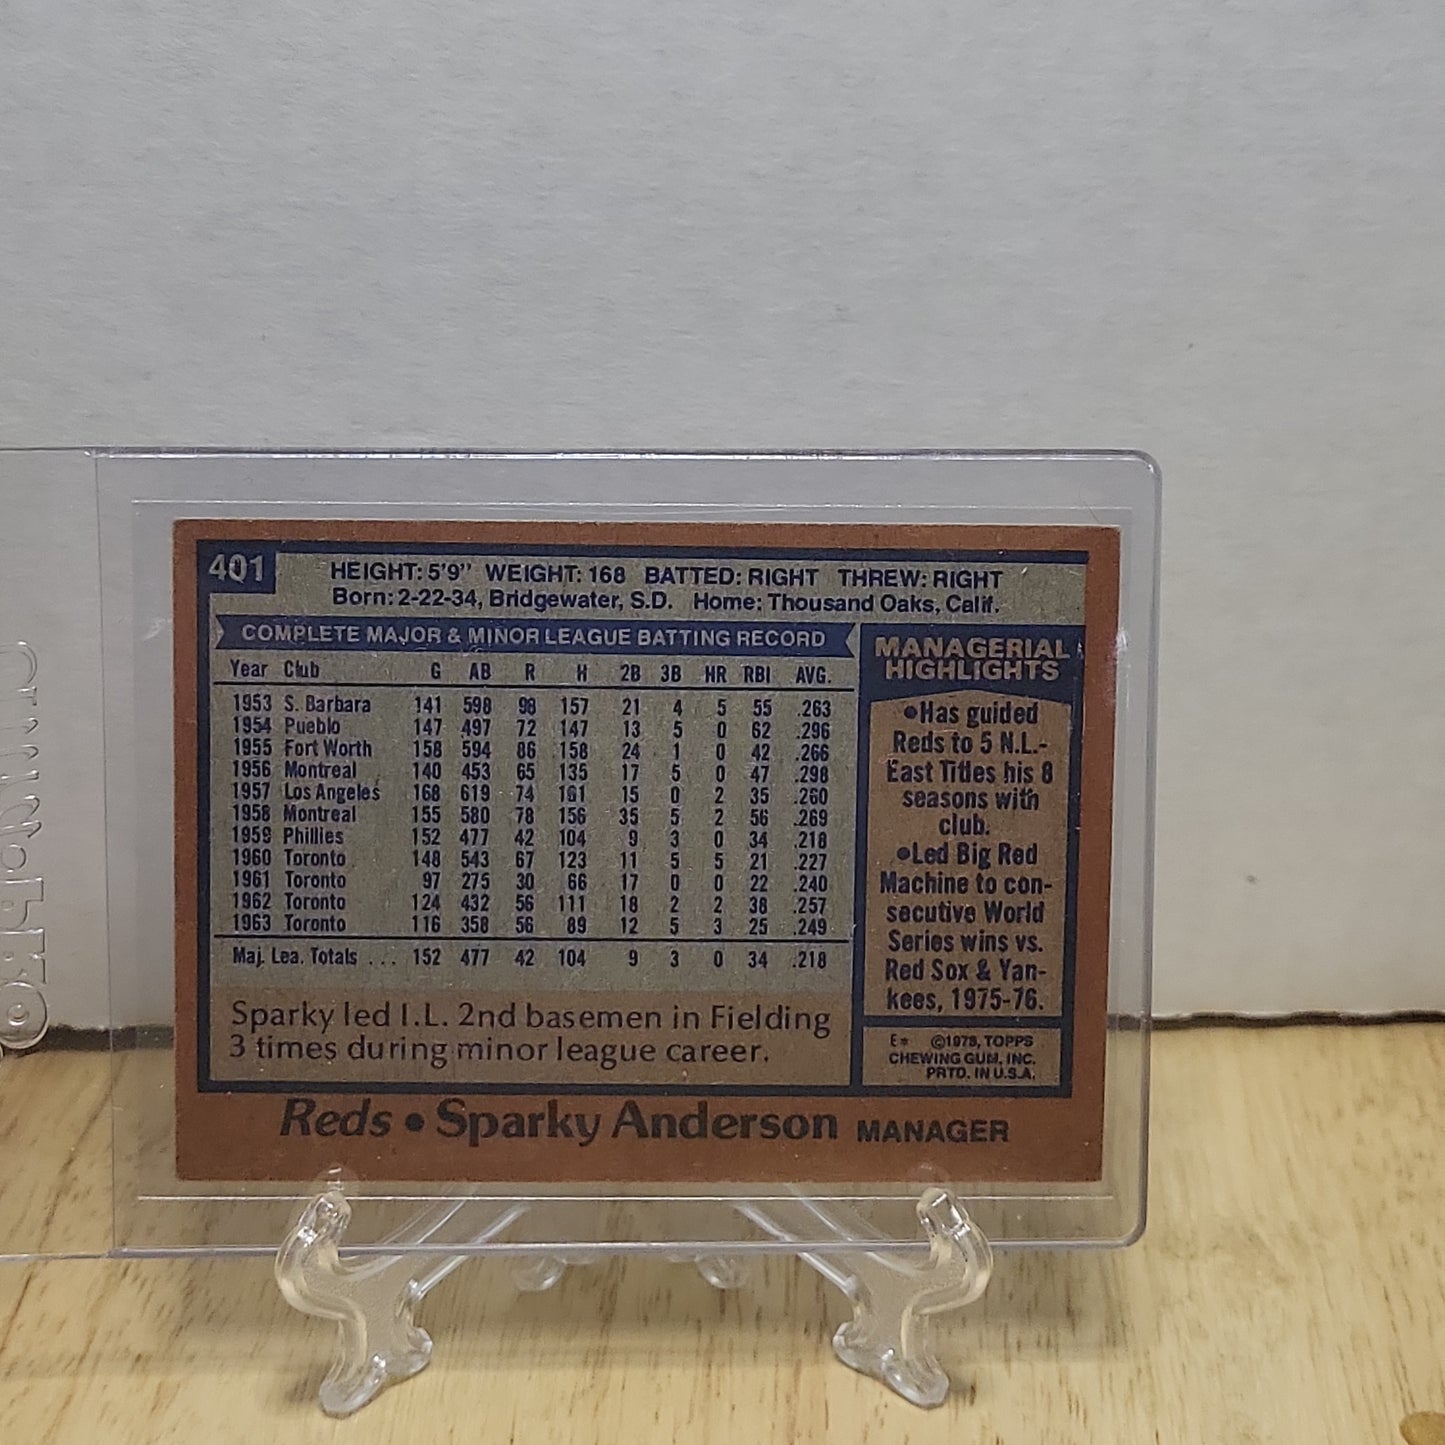 401
HEIGHT: 5'9" WEIGHT: 168 BATTED: RIGHT THREW: RIGHT
Born: 2-22-34, Bridgewater, S.D. Home: Thousand Oaks, Calif.
COMPLETE MAJOR & MINOR LEAGUE BATTING RECORD
Year Club G AB R H 2B 3B HR RBI AVG.
1953 S. Barbara 141 598 98 157 21 4 5 55 .263
1954 Pueblo 147 497 72 147 13 5 0 62 .296
1955 Fort Worth 158 594 86 158 24 1 0 42 .266
1956 Montreal 140 453 65 135 17 5 0 47 .298
1957 Los Angeles 168 619 74 161 15 0 2 35 .260
1958 Montreal 155 580 78 156 35 5 2 56 .269
1959 Phillies 152 477 42 104 9 3 0 34 .218
1960 Toronto 148 543 67 123 11 5 5 21 .227
1961 Toronto 97 275 30 66 17 0 0 22 .240
1962 Toronto 124 432 56 111 18 2 2 38 .257
1963 Toronto 116 358 56 89 12 5 3 25 .249
Maj. Lea. Totals ... 152 477 42 104 9 3 0 34 .218
Sparky led I.L. 2nd basemen in Fielding
3 times during minor league career.
MANAGERIAL
HIGHLIGHTS
•Has guided
Reds to 5 N.L.-
East Titles his 8
seasons with
club.
•Led Big Red
Machine to con-
secutive World
Series wins vs.
Red Sox & Yan-
kees, 1975-76.
E* ©1978, TOPPS
CHEWING GUM, INC.
PRTD. IN U.S.A.
Reds • Sparky Anderson MANAGER